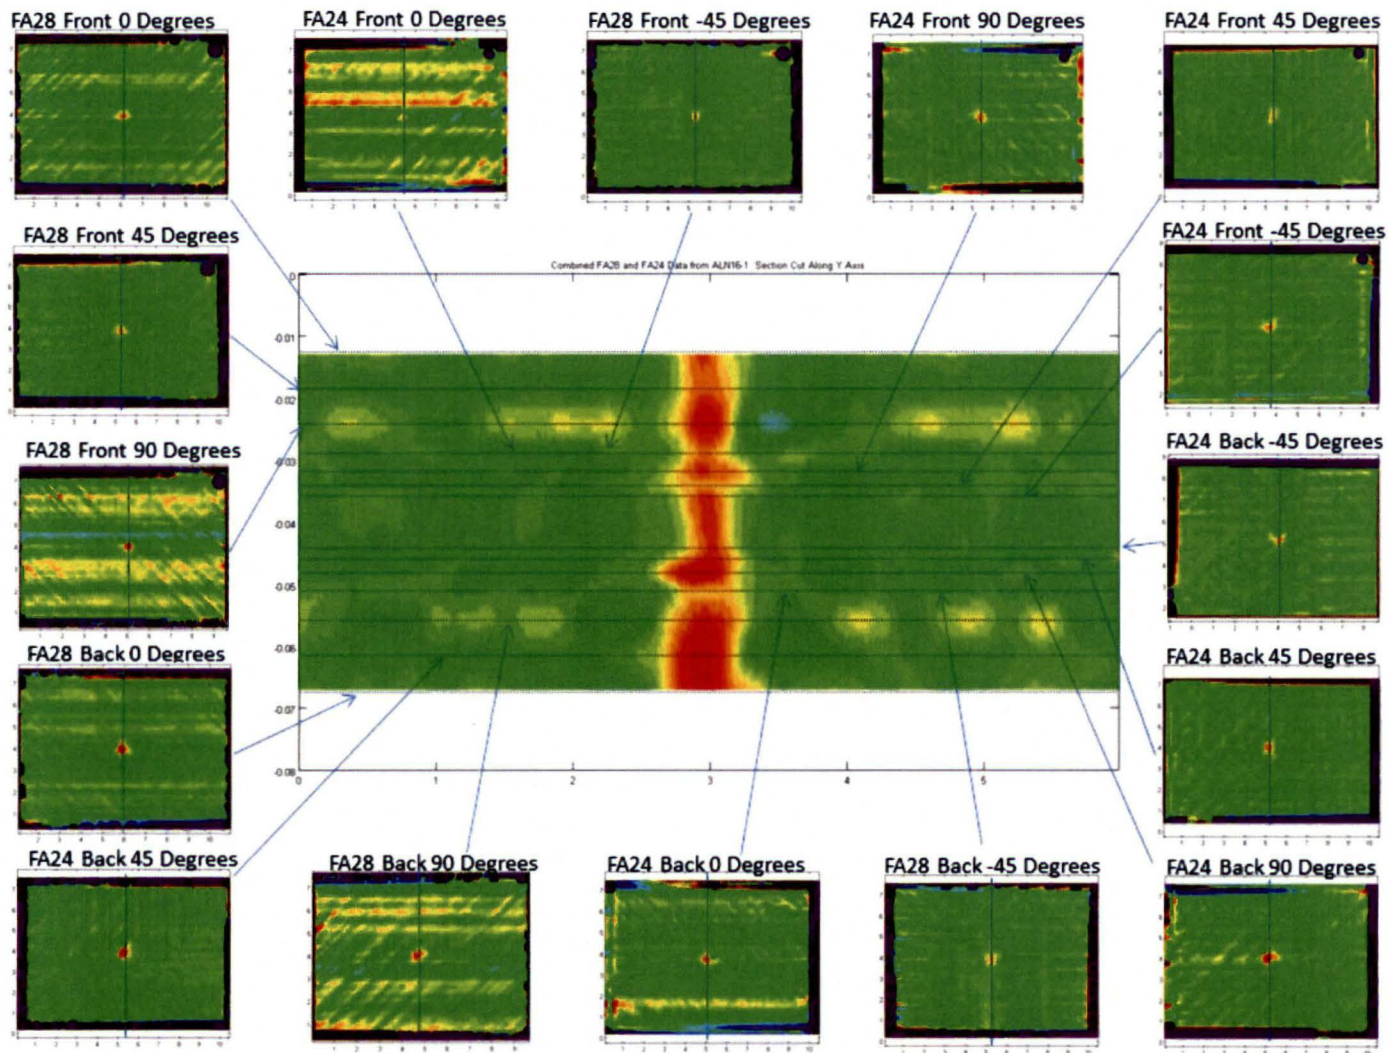 FA28 Front 0 Degrees
FA24 Front 0 Degrees
FA28 Front -45 Degrees
FA24 Front 90 Degrees
FA24 Front 45 Degrees
FA28 Front 45 Degrees
FA24 Front -45 Degrees
Combined FA28 and FA24 Data from ALN16-1 Section Cut Along Y Axis
0
-0.01
-0.02
-0.03
-0.04
-0.05
-0.06
-0.07
-0.08
0 1 2 3 4 5
FA28 Front 90 Degrees
FA24 Back -45 Degrees
FA28 Back 0 Degrees
FA24 Back 45 Degrees
FA24 Back 45 Degrees
FA28 Back 90 Degrees
FA24 Back 0 Degrees
FA28 Back -45 Degrees
FA24 Back 90 Degrees